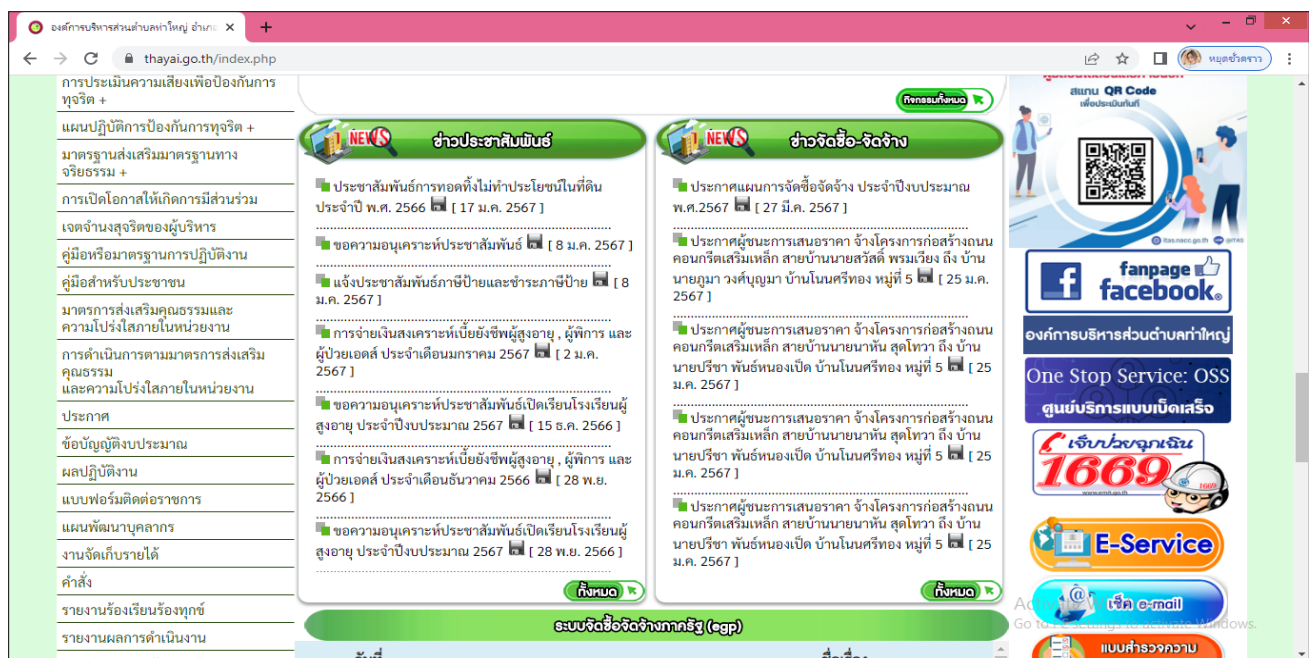 องค์การบริหารส่วนตำบลท่าใหญ่ อำเภ
thayai.go.th/index.php
หยุดชั่วคราว
การประเมินความเสี่ยงเพื่อป้องกันการ
ทุจริต +
แผนปฏิบัติการป้องกันการทุจริต +
มาตรฐานส่งเสริมมาตรฐานทาง
จริยธรรม +
การเปิดโอกาสให้เกิดการมีส่วนร่วม
เจตจำนงสุจริตของผู้บริหาร
คู่มือหรือมาตรฐานการปฏิบัติงาน
คู่มือสำหรับประชาชน
มาตรการส่งเสริมคุณธรรมและ
ความโปร่งใสภายในหน่วยงาน
การดำเนินการตามมาตรการส่งเสริม
คุณธรรม
และความโปร่งใสภายในหน่วยงาน
ประกาศ
ข้อบัญญัติงบประมาณ
ผลปฏิบัติงาน
แบบฟอร์มติดต่อราชการ
แผนพัฒนาบุคลากร
งานจัดเก็บรายได้
คำสั่ง
รายงานร้องเรียนร้องทุกข์
รายงานผลการดำเนินงาน
กิจกรรมทั้งหมด
NEWS ข่าวประชาสัมพันธ์
ประชาสัมพันธ์การทอดทิ้งไม่ทำประโยชน์ในที่ดิน
ประจำปี พ.ศ. 2566 [ 17 ม.ค. 2567 ]
ขอความอนุเคราะห์ประชาสัมพันธ์ [ 8 ม.ค. 2567 ]
แจ้งประชาสัมพันธ์ภาษีป้ายและชำระภาษีป้าย [ 8
ม.ค. 2567 ]
การจ่ายเงินสงเคราะห์เบี้ยยังชีพผู้สูงอายุ , ผู้พิการ และ
ผู้ป่วยเอดส์ ประจำเดือนมกราคม 2567 [ 2 ม.ค.
2567 ]
ขอความอนุเคราะห์ประชาสัมพันธ์เปิดเรียนโรงเรียนผู้
สูงอายุ ประจำปีงบประมาณ 2567 [ 15 ธ.ค. 2566 ]
การจ่ายเงินสงเคราะห์เบี้ยยังชีพผู้สูงอายุ , ผู้พิการ และ
ผู้ป่วยเอดส์ ประจำเดือนธันวาคม 2566 [ 28 พ.ย.
2566 ]
ขอความอนุเคราะห์ประชาสัมพันธ์เปิดเรียนโรงเรียนผู้
สูงอายุ ประจำปีงบประมาณ 2567 [ 28 พ.ย. 2566 ]
ทั้งหมด
NEWS ข่าวจัดซื้อ-จัดจ้าง
ประกาศแผนการจัดซื้อจัดจ้าง ประจำปีงบประมาณ
พ.ศ.2567 [ 27 มี.ค. 2567 ]
ประกาศผู้ชนะการเสนอราคา จ้างโครงการก่อสร้างถนน
คอนกรีตเสริมเหล็ก สายบ้านนายสวัสดิ์ พรมเวียง ถึง บ้าน
นายภูมา วงศ์บุญมา บ้านโนนศรีทอง หมู่ที่ 5 [ 25 ม.ค.
2567 ]
ประกาศผู้ชนะการเสนอราคา จ้างโครงการก่อสร้างถนน
คอนกรีตเสริมเหล็ก สายบ้านนายนาหัน สุดโทวา ถึง บ้าน
นายปรีชา พันธ์หนองเป็ด บ้านโนนศรีทอง หมู่ที่ 5 [ 25
ม.ค. 2567 ]
ประกาศผู้ชนะการเสนอราคา จ้างโครงการก่อสร้างถนน
คอนกรีตเสริมเหล็ก สายบ้านนายนาหัน สุดโทวา ถึง บ้าน
นายปรีชา พันธ์หนองเป็ด บ้านโนนศรีทอง หมู่ที่ 5 [ 25
ม.ค. 2567 ]
ประกาศผู้ชนะการเสนอราคา จ้างโครงการก่อสร้างถนน
คอนกรีตเสริมเหล็ก สายบ้านนายนาหัน สุดโทวา ถึง บ้าน
นายปรีชา พันธ์หนองเป็ด บ้านโนนศรีทอง หมู่ที่ 5 [ 25
ม.ค. 2567 ]
ทั้งหมด
ระบบจัดซื้อจัดจ้างภาครัฐ (egp)
วันที่ ชื่อเรื่อง
สแกน QR Code
เพื่อประเมินทันที
itas.nacc.go.th @ITAS
fanpage
facebook.
องค์การบริหารส่วนตำบลท่าใหญ่
One Stop Service: OSS
ศูนย์บริการแบบเบ็ดเสร็จ
เจ็บป่วยฉุกเฉิน
1669
E-Service
เช็ค e-mail
แบบสำรวจความ
Activate Windows
Go to PC settings to activate Windows.